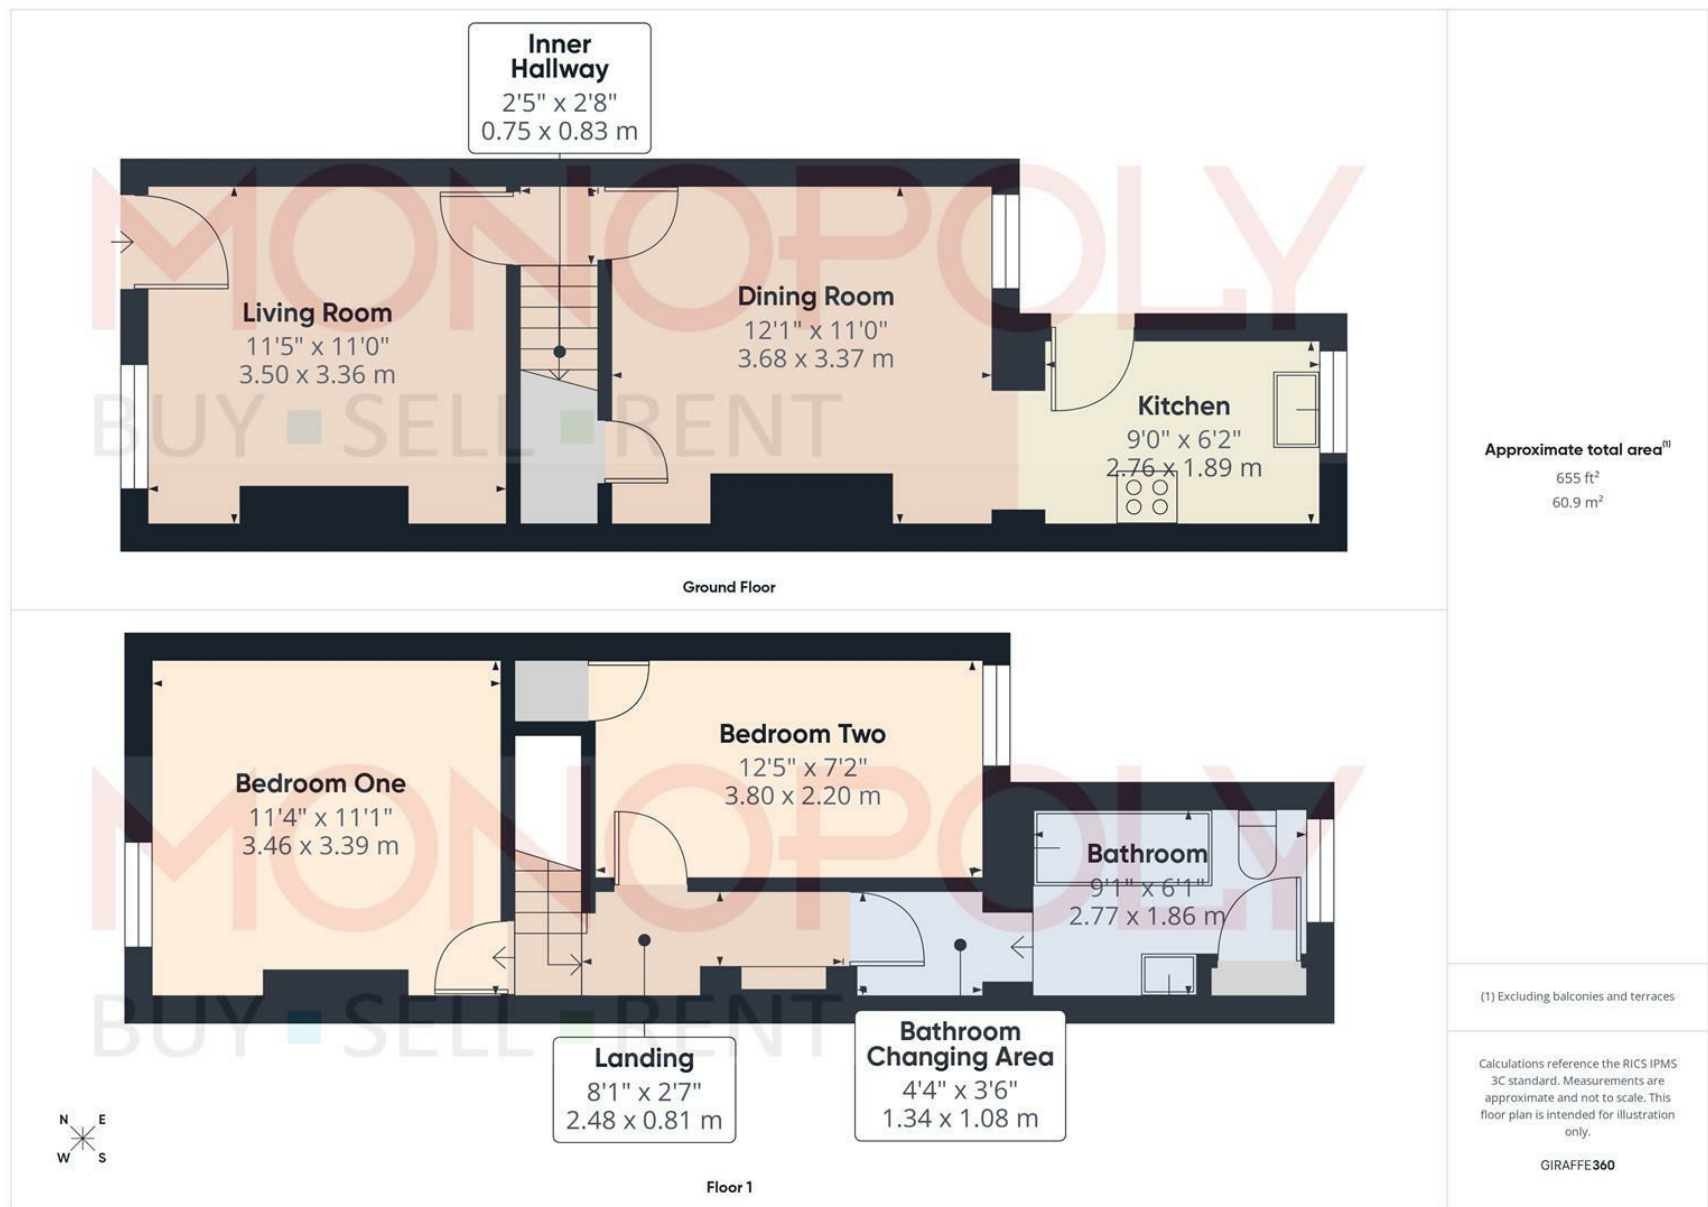 Inner
Hallway
2'5" x 2'8"
0.75 x 0.83 m
MONOPOLY
BUY SELL RENT
Living Room
11'5" x 11'0"
3.50 x 3.36 m
Dining Room
12'1" x 11'0"
3.68 x 3.37 m
Kitchen
9'0" x 6'2"
2.76 x 1.89 m
Ground Floor
Approximate total area(1)
655 ft²
60.9 m²
MONOPOLY
BUY SELL RENT
Bedroom One
11'4" x 11'1"
3.46 x 3.39 m
Bedroom Two
12'5" x 7'2"
3.80 x 2.20 m
Bathroom
9'1" x 6'1"
2.77 x 1.86 m
Landing
8'1" x 2'7"
2.48 x 0.81 m
Bathroom
Changing Area
4'4" x 3'6"
1.34 x 1.08 m
N E
W S
Floor 1
(1) Excluding balconies and terraces
Calculations reference the RICS IPMS
3C standard. Measurements are
approximate and not to scale. This
floor plan is intended for illustration
only.
GIRAFFE360